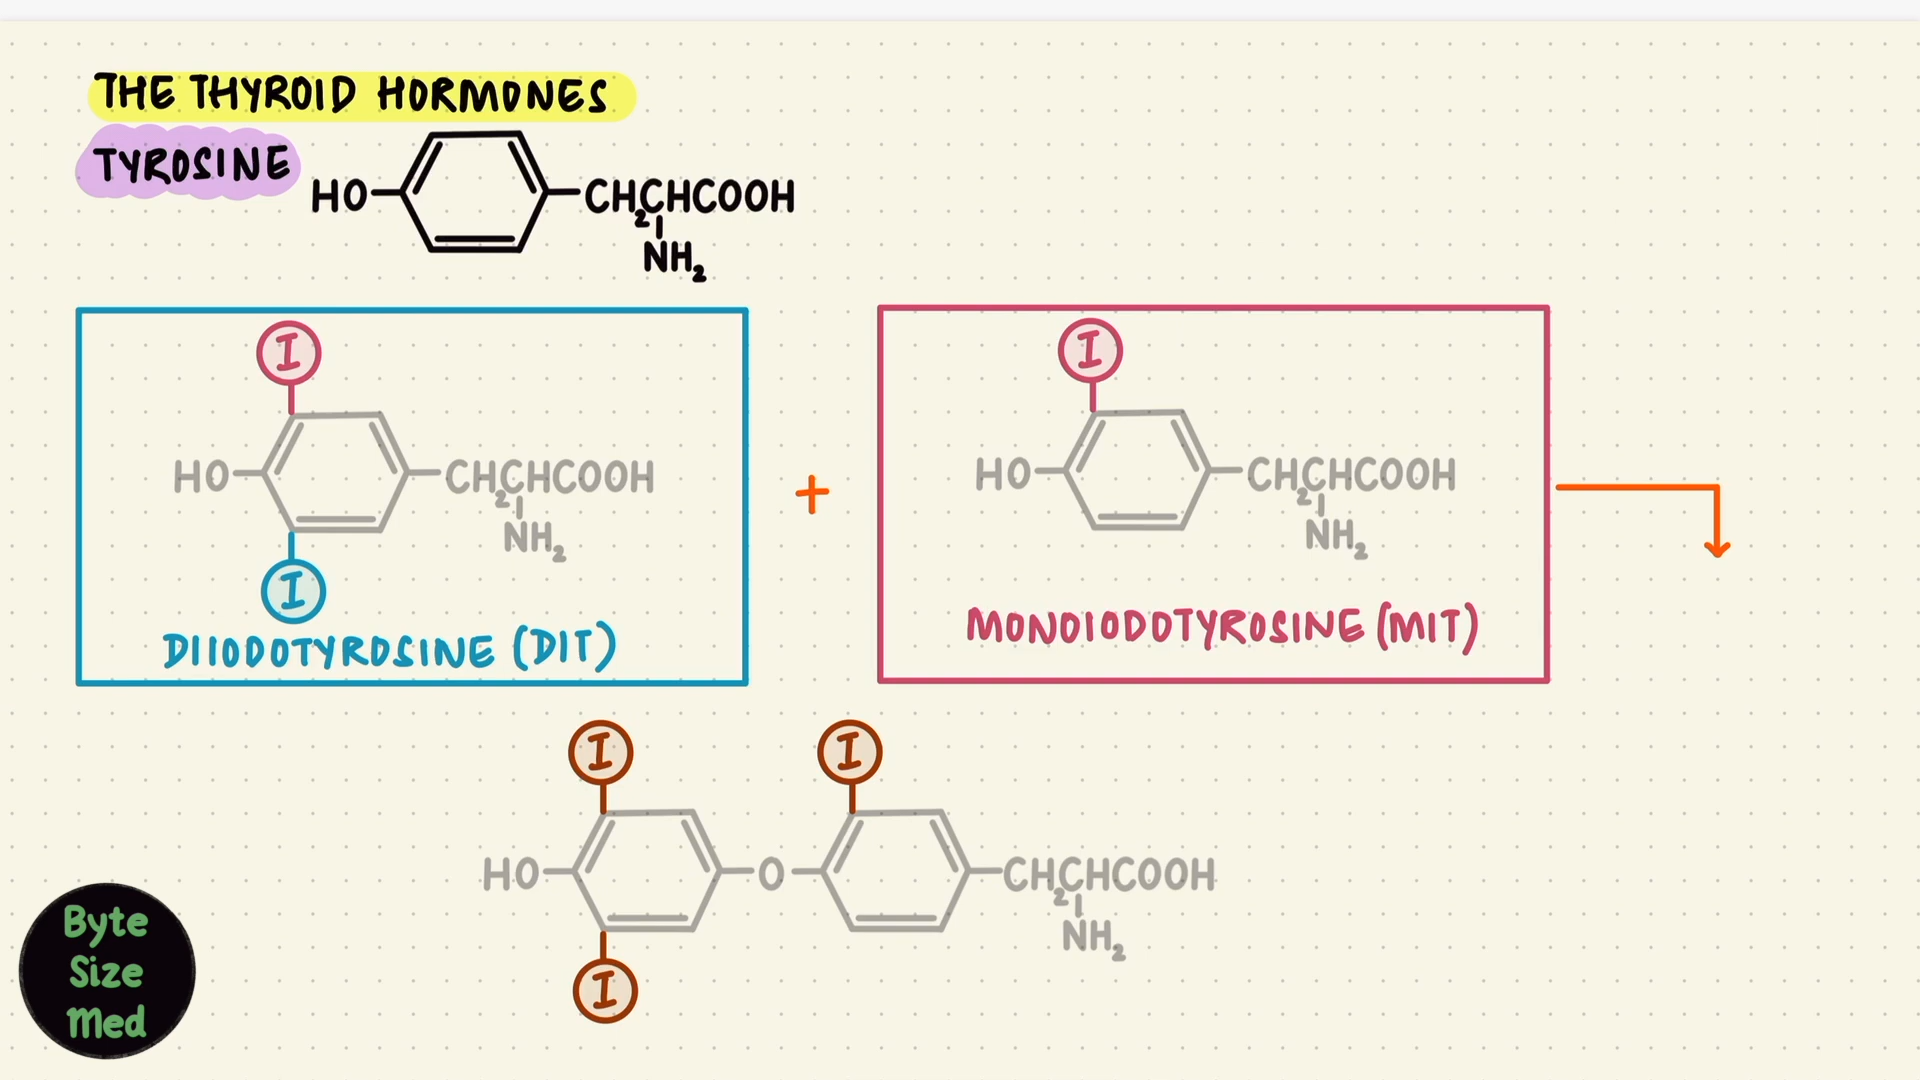 THE THYROID HORMONES
TYROSINE
HO CH2CHCOOH
NH2
I
HO CH2CHCOOH
NH2
I
DIIODOTYROSINE (DIT)
+
I
HO CH2CHCOOH
NH2
MONOIODOTYROSINE (MIT)
I I
HO O CH2CHCOOH
NH2
I
Byte
Size
Med